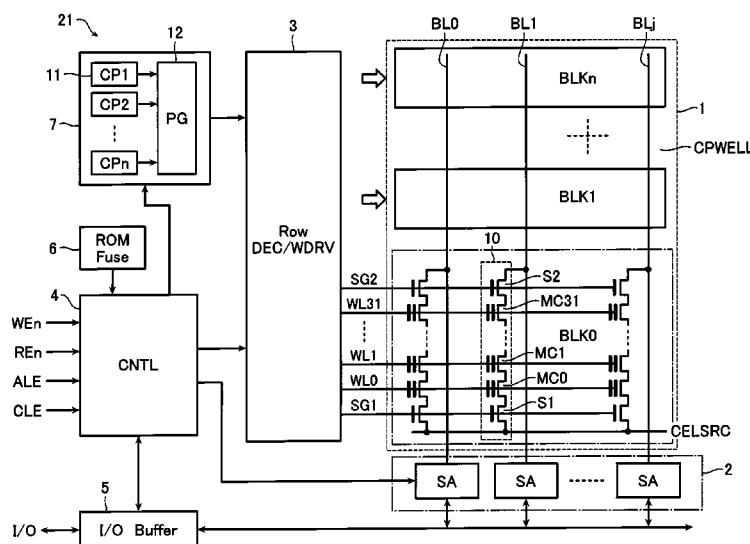 21
12
3
BL0
BL1
BLj
11
CP1
CP2
CPn
PG
7
BLKn
1
CPWELL
BLK1
Row
DEC/WDRV
6
ROM
Fuse
10
SG2
S2
4
WL31
MC31
WEn
REn
ALE
CLE
CNTL
BLK0
WL1
MC1
WL0
MC0
SG1
S1
CELSRC
2
SA
SA
SA
5
I/O
I/O Buffer